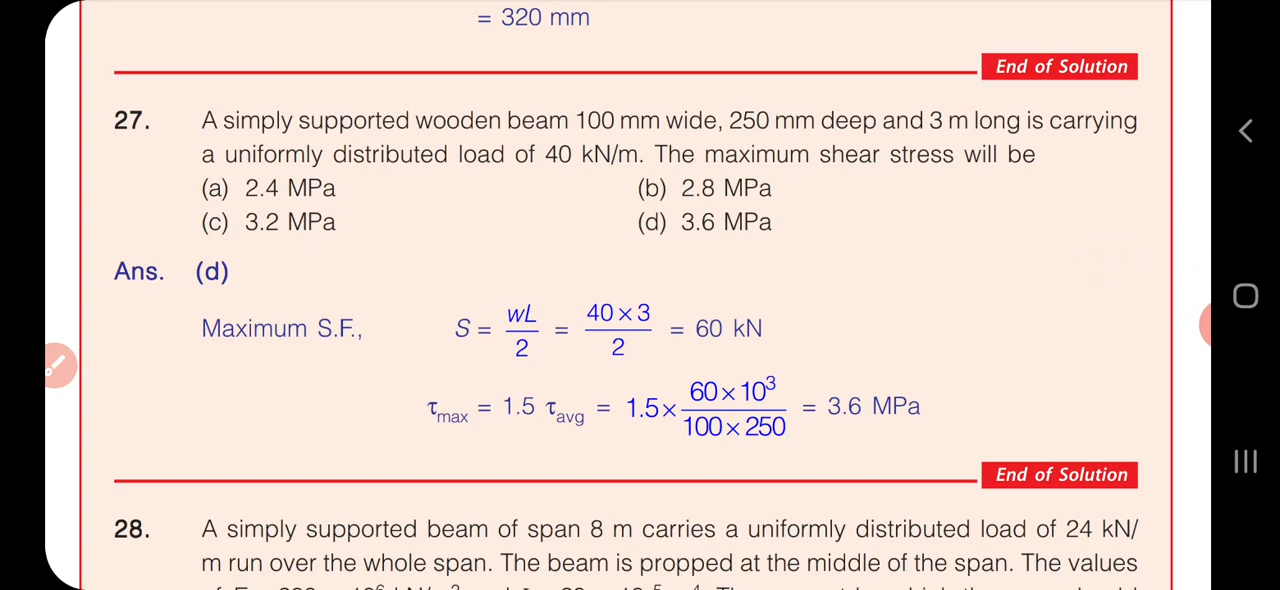 = 320 mm
End of Solution
27. A simply supported wooden beam 100 mm wide, 250 mm deep and 3 m long is carrying
a uniformly distributed load of 40 kN/m. The maximum shear stress will be
(a) 2.4 MPa (b) 2.8 MPa
(c) 3.2 MPa (d) 3.6 MPa
Ans. (d)
Maximum S.F., S = wL/2 = 40×3/2 = 60 kN
τmax = 1.5 τavg = 1.5× 60×10³/100×250 = 3.6 MPa
End of Solution
28. A simply supported beam of span 8 m carries a uniformly distributed load of 24 kN/
m run over the whole span. The beam is propped at the middle of the span. The values